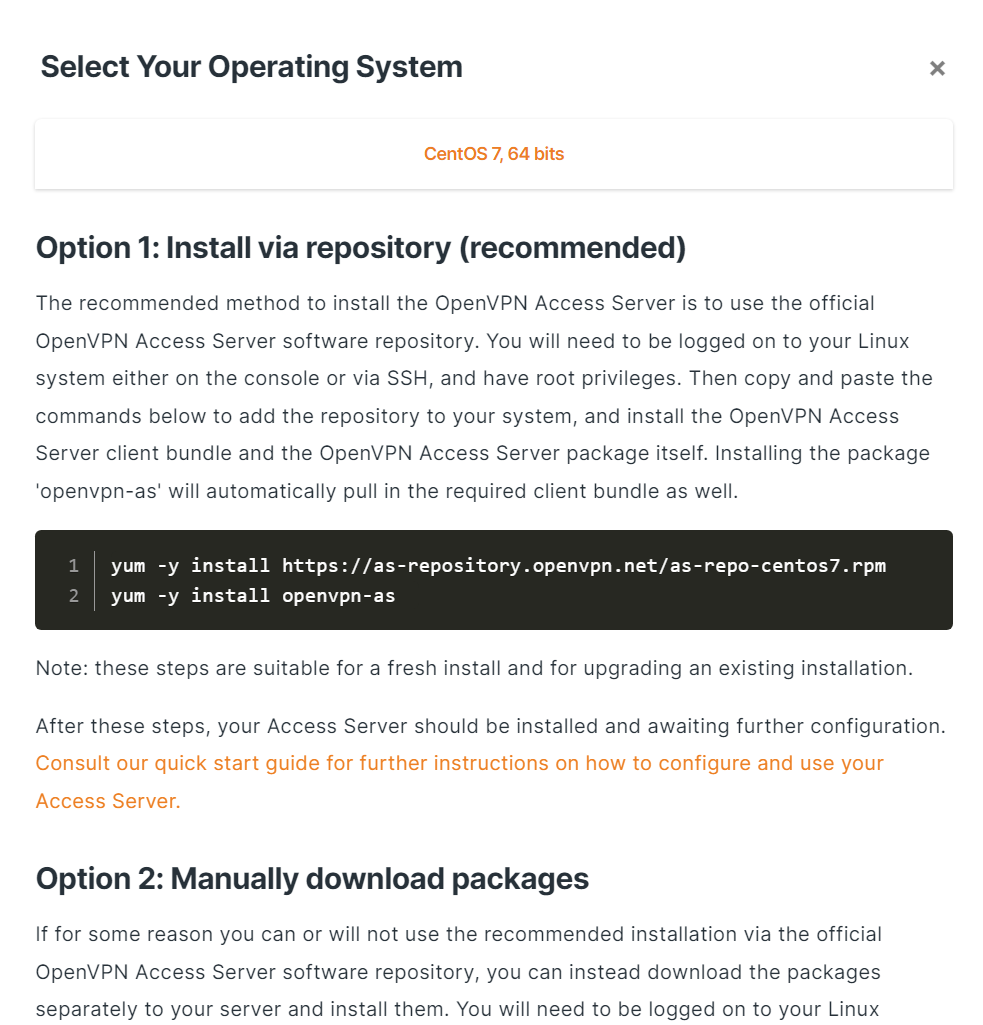 Select Your Operating System
×
CentOS 7, 64 bits
Option 1: Install via repository (recommended)
The recommended method to install the OpenVPN Access Server is to use the official
OpenVPN Access Server software repository. You will need to be logged on to your Linux
system either on the console or via SSH, and have root privileges. Then copy and paste the
commands below to add the repository to your system, and install the OpenVPN Access
Server client bundle and the OpenVPN Access Server package itself. Installing the package
'openvpn-as' will automatically pull in the required client bundle as well.
1 yum -y install https://as-repository.openvpn.net/as-repo-centos7.rpm
2 yum -y install openvpn-as
Note: these steps are suitable for a fresh install and for upgrading an existing installation.
After these steps, your Access Server should be installed and awaiting further configuration.
Consult our quick start guide for further instructions on how to configure and use your
Access Server.
Option 2: Manually download packages
If for some reason you can or will not use the recommended installation via the official
OpenVPN Access Server software repository, you can instead download the packages
separately to your server and install them. You will need to be logged on to your Linux